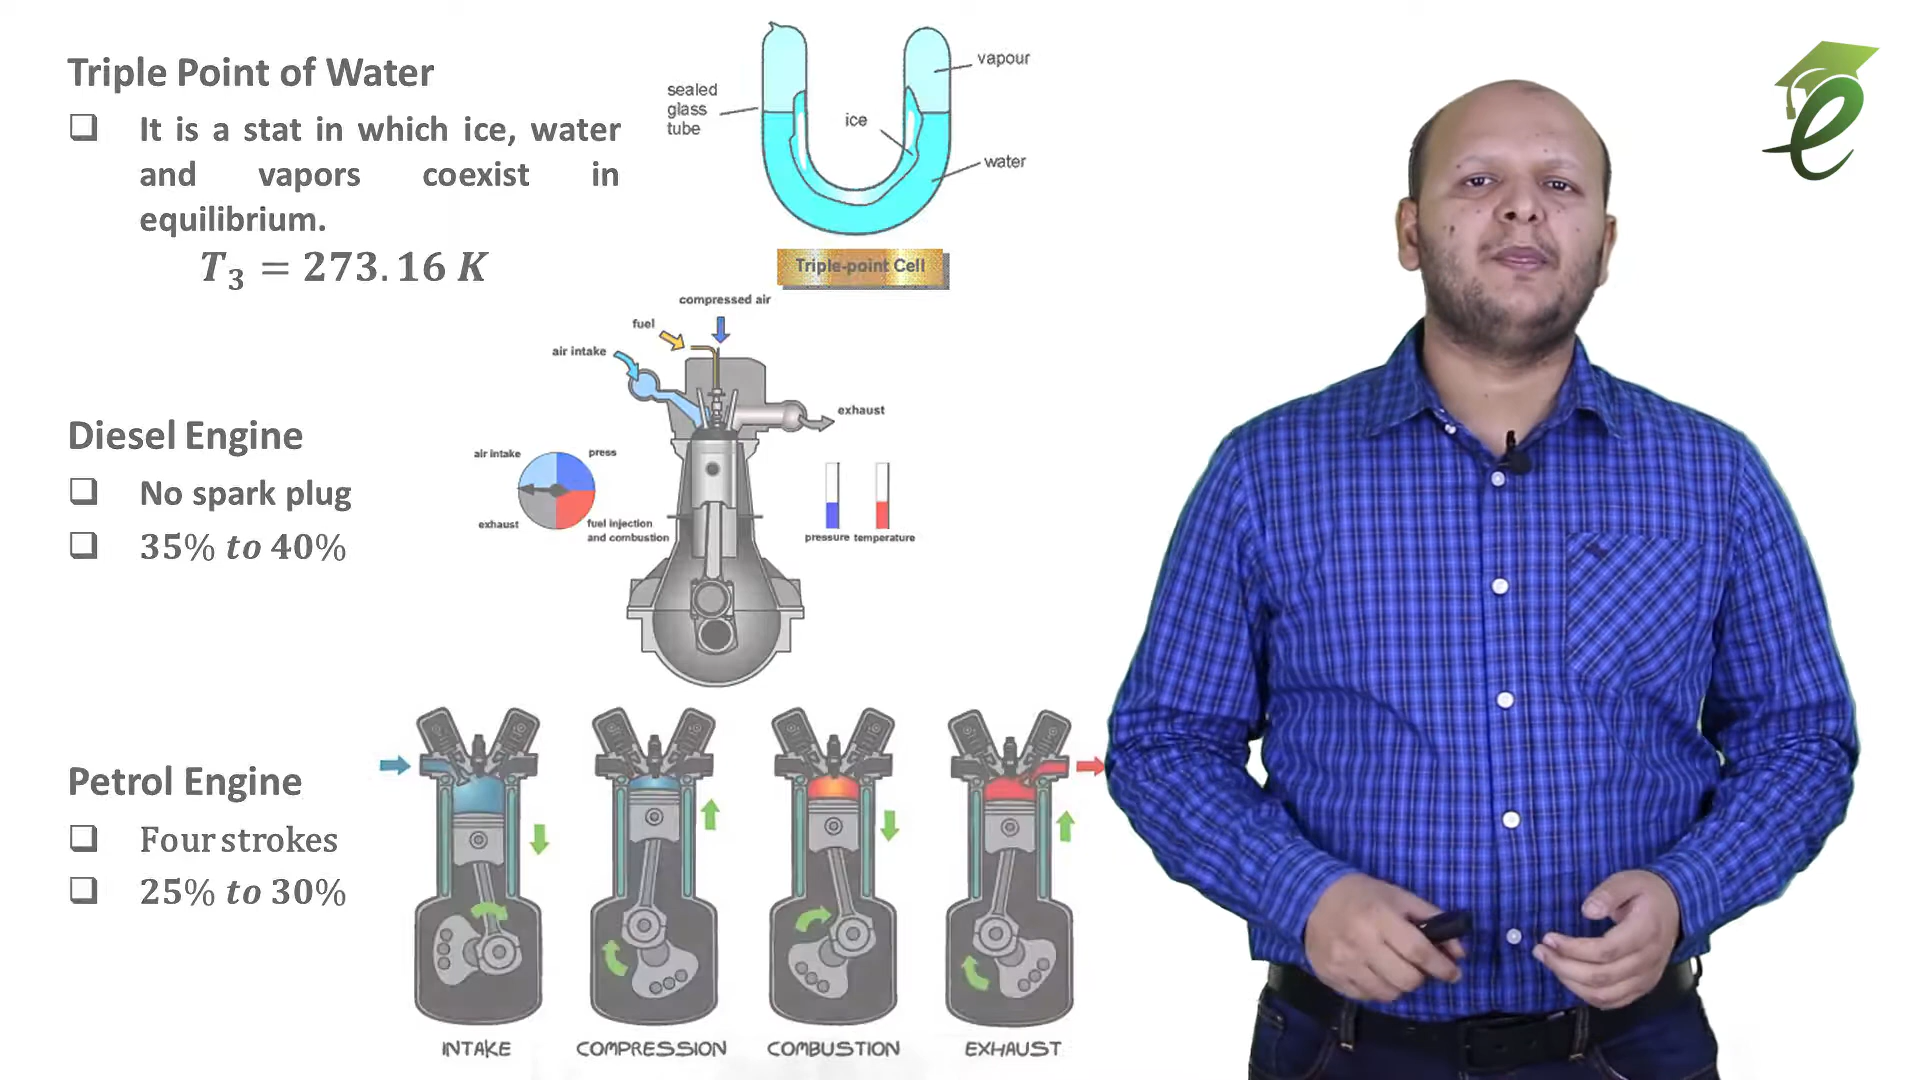 Triple Point of Water
It is a stat in which ice, water
and vapors coexist in
equilibrium.
T₃ = 273.16 K
vapour
sealed
glass
tube
ice
water
Triple-point Cell
compressed air
fuel
air intake
exhaust
Diesel Engine
No spark plug
35% to 40%
air intake
press
exhaust
fuel injection
and combustion
pressure
temperature
Petrol Engine
Four strokes
25% to 30%
INTAKE
COMPRESSION
COMBUSTION
EXHAUST
e